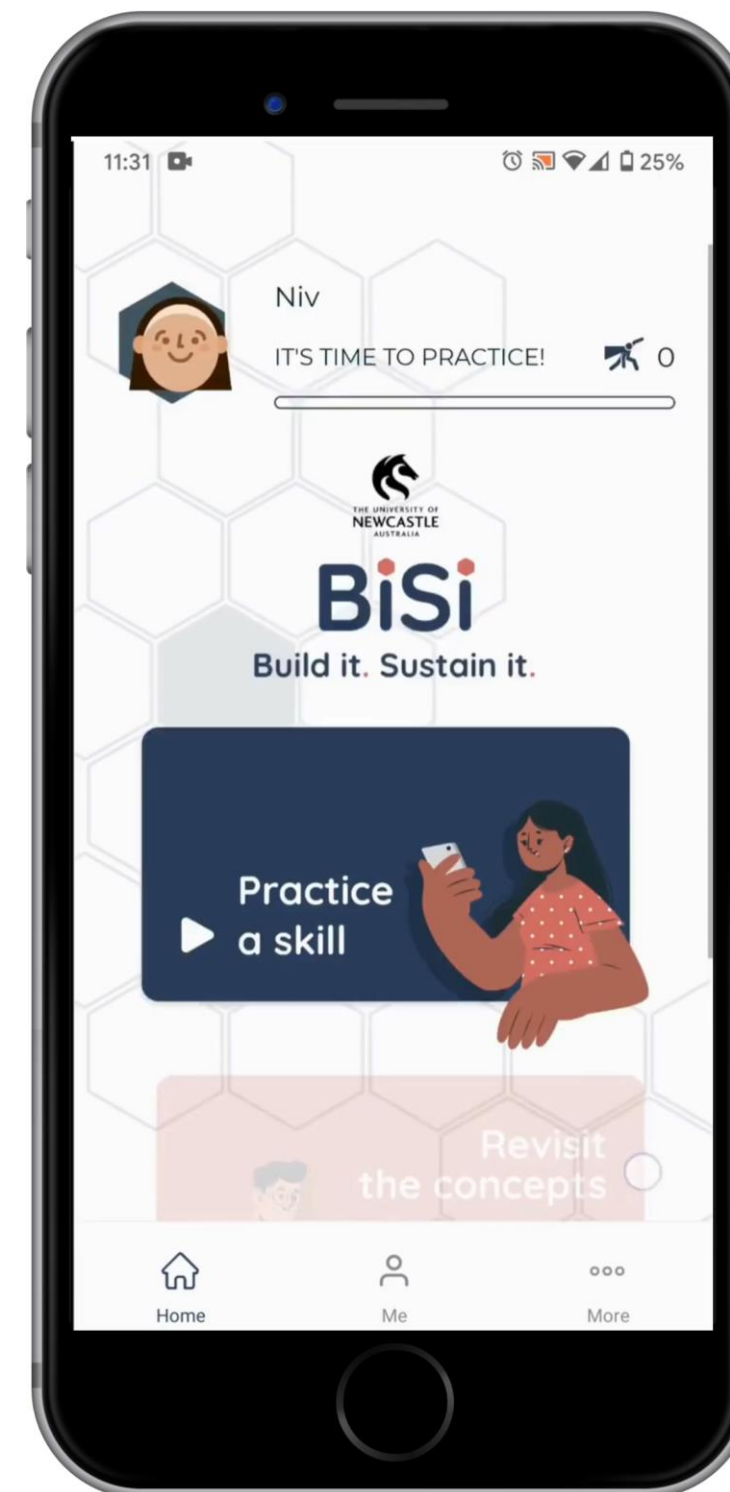 11:31
25%
Niv
IT'S TIME TO PRACTICE!
0
THE UNIVERSITY OF
NEWCASTLE
AUSTRALIA
BiSi
Build it. Sustain it.
Practice
a skill
Revisit
the concepts
Home
Me
More